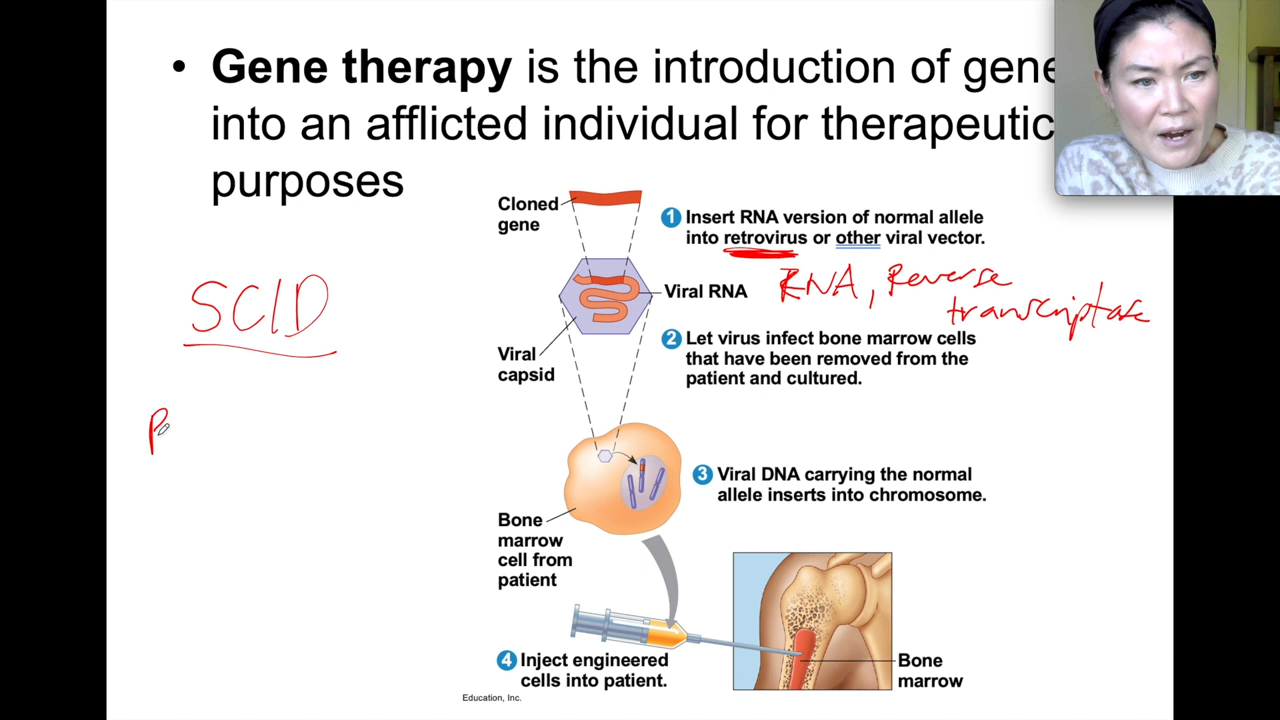 • Gene therapy is the introduction of gene
into an afflicted individual for therapeutic
purposes
Cloned
gene
1 Insert RNA version of normal allele
into retrovirus or other viral vector.
SCID
Viral RNA
RNA, Reverse
transcriptase
2 Let virus infect bone marrow cells
that have been removed from the
patient and cultured.
Viral
capsid
3 Viral DNA carrying the normal
allele inserts into chromosome.
Bone
marrow
cell from
patient
4 Inject engineered
cells into patient.
Bone
marrow
Education, Inc.